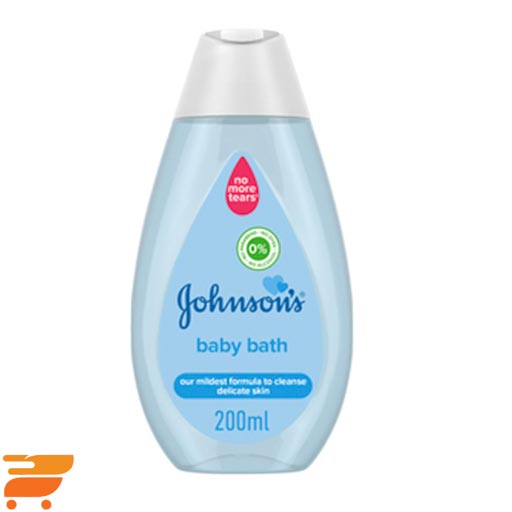 no
more
tears®
0%
Johnson's®
baby bath
our mildest formula to cleanse
delicate skin
200ml